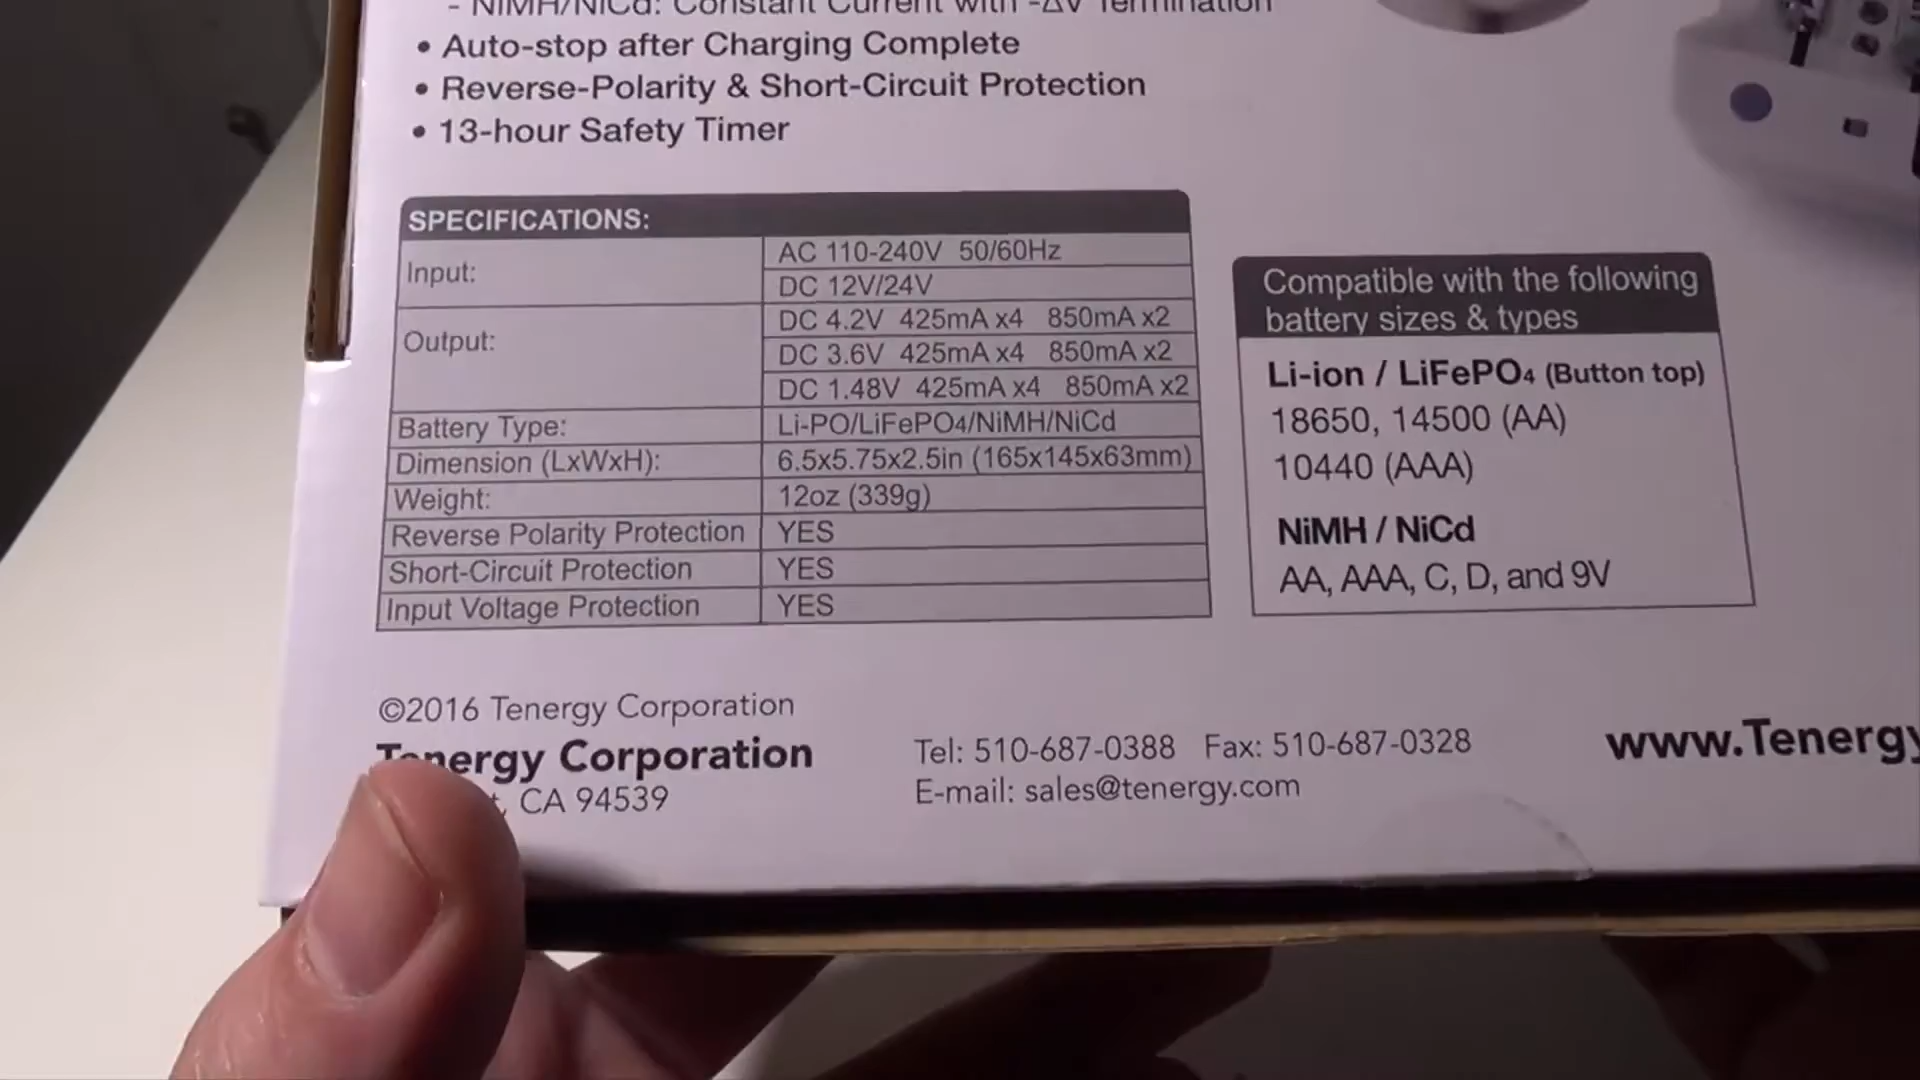 - NiMH/NiCd: Constant Current with -ΔV Termination
• Auto-stop after Charging Complete
• Reverse-Polarity & Short-Circuit Protection
• 13-hour Safety Timer
SPECIFICATIONS:
Input: AC 110-240V 50/60Hz
DC 12V/24V
Output: DC 4.2V 425mA x4 850mA x2
DC 3.6V 425mA x4 850mA x2
DC 1.48V 425mA x4 850mA x2
Battery Type: Li-PO/LiFePO4/NiMH/NiCd
Dimension (LxWxH): 6.5x5.75x2.5in (165x145x63mm)
Weight: 12oz (339g)
Reverse Polarity Protection YES
Short-Circuit Protection YES
Input Voltage Protection YES
Compatible with the following
battery sizes & types
Li-ion / LiFePO4 (Button top)
18650, 14500 (AA)
10440 (AAA)
NiMH / NiCd
AA, AAA, C, D, and 9V
©2016 Tenergy Corporation
Tenergy Corporation
CA 94539
Tel: 510-687-0388 Fax: 510-687-0328
E-mail: sales@tenergy.com
www.Tenergy